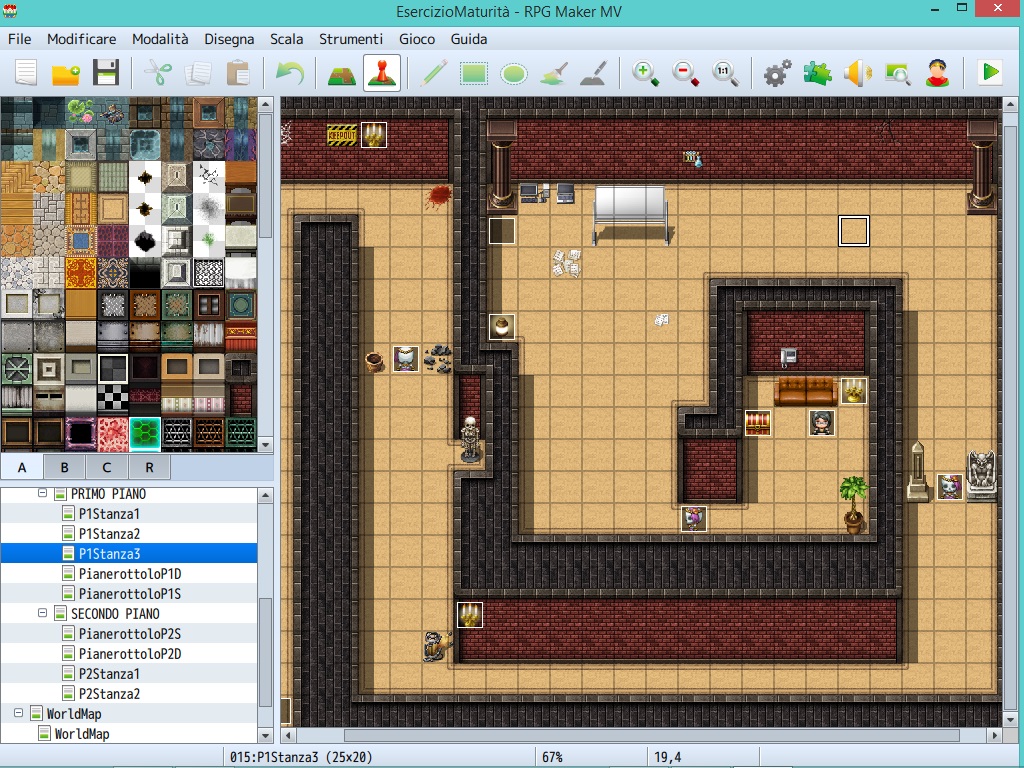 EsercizioMaturità - RPG Maker MV
File Modificare Modalità Disegna Scala Strumenti Gioco Guida
1:1
KEEPOUT
A B C R
PRIMO PIANO
P1Stanza1
P1Stanza2
P1Stanza3
PianerottoloP1D
PianerottoloP1S
SECONDO PIANO
PianerottoloP2S
PianerottoloP2D
P2Stanza1
P2Stanza2
WorldMap
WorldMap
015:P1Stanza3 (25x20) 67% 19,4